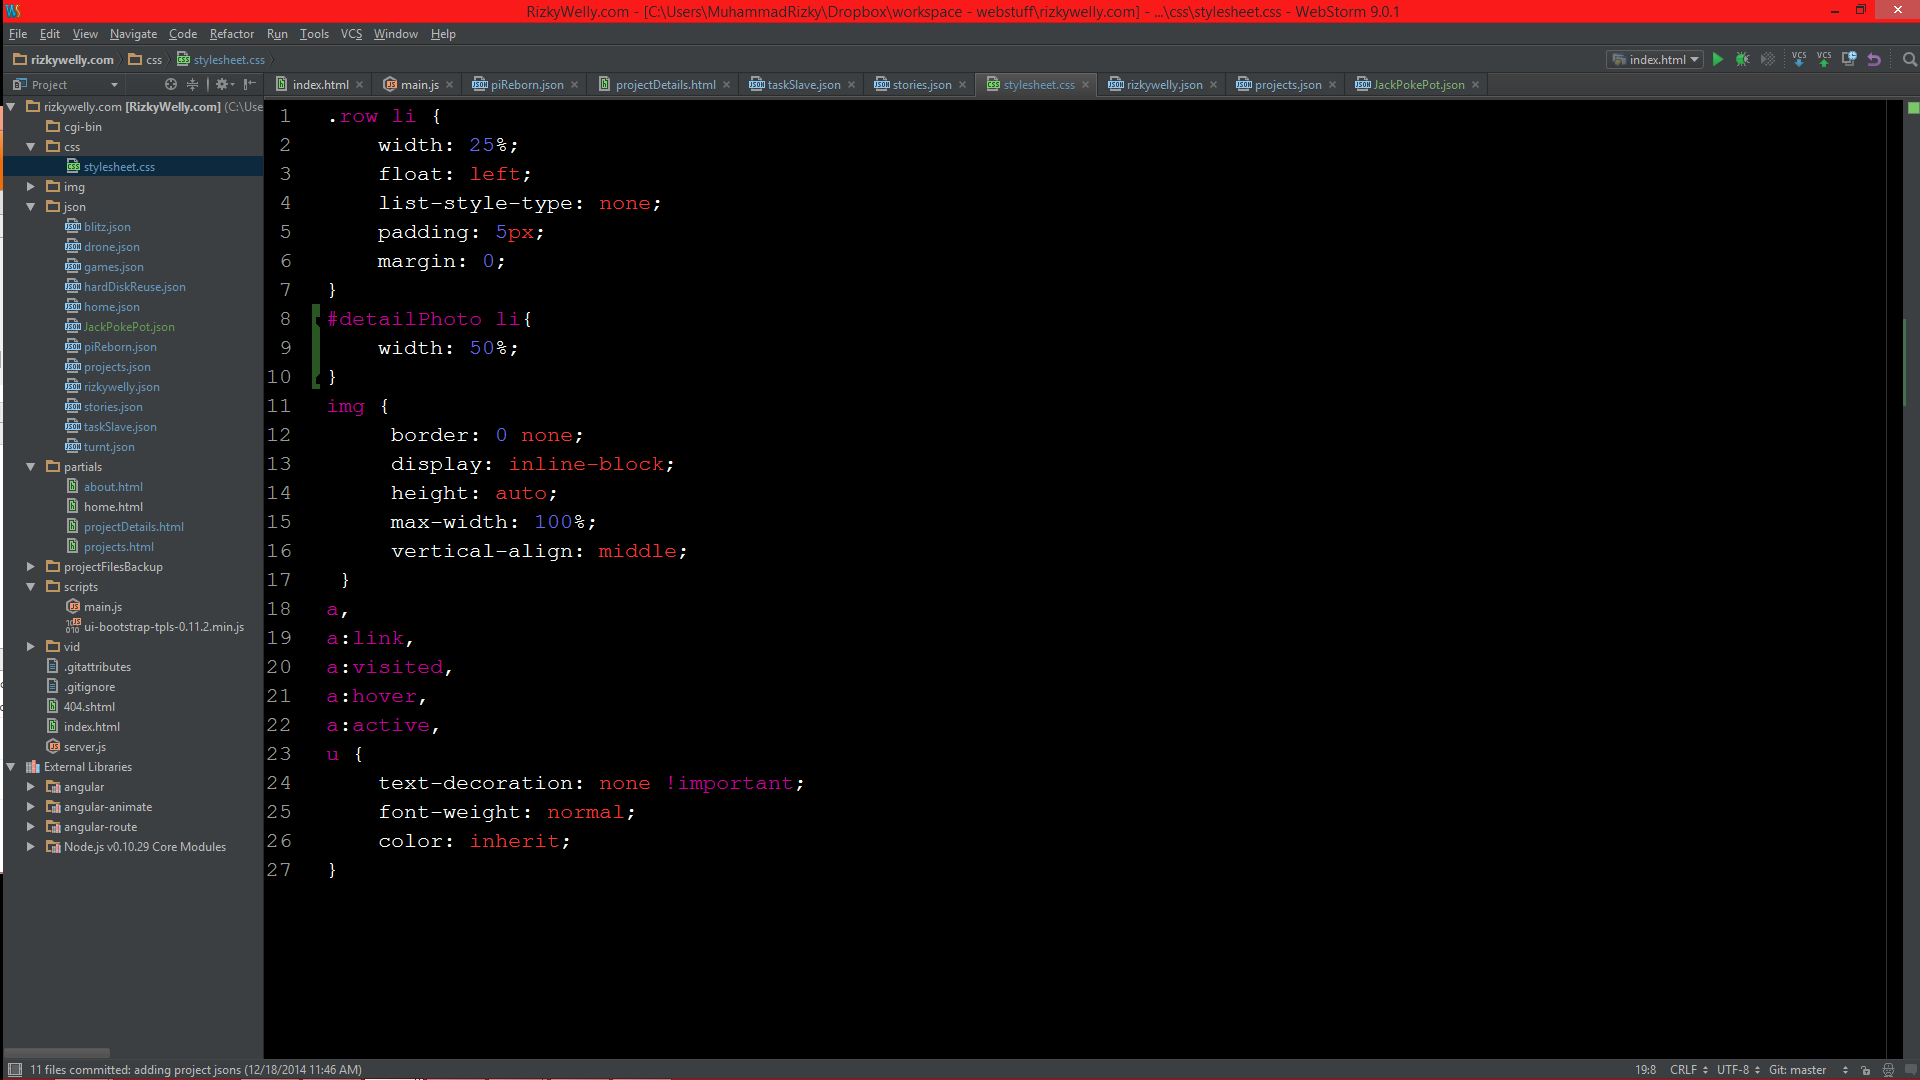 RizkyWelly.com - [C:\Users\MuhammadRizky\Dropbox\workspace - webstuff\rizkywelly.com] - ...\css\stylesheet.css - WebStorm 9.0.1
File Edit View Navigate Code Refactor Run Tools VCS Window Help
rizkywelly.com css stylesheet.css index.html VCS VCS
Project index.html main.js piReborn.json projectDetails.html taskSlave.json stories.json stylesheet.css rizkywelly.json projects.json JackPokePot.json
rizkywelly.com [RizkyWelly.com] (C:\Use
cgi-bin
css
stylesheet.css
img
json
blitz.json
drone.json
games.json
hardDiskReuse.json
home.json
JackPokePot.json
piReborn.json
projects.json
rizkywelly.json
stories.json
taskSlave.json
turnt.json
partials
about.html
home.html
projectDetails.html
projects.html
projectFilesBackup
scripts
main.js
ui-bootstrap-tpls-0.11.2.min.js
vid
.gitattributes
.gitignore
404.shtml
index.html
server.js
External Libraries
angular
angular-animate
angular-route
Node.js v0.10.29 Core Modules
1 .row li {
2 width: 25%;
3 float: left;
4 list-style-type: none;
5 padding: 5px;
6 margin: 0;
7 }
8 #detailPhoto li{
9 width: 50%;
10 }
11 img {
12 border: 0 none;
13 display: inline-block;
14 height: auto;
15 max-width: 100%;
16 vertical-align: middle;
17 }
18 a,
19 a:link,
20 a:visited,
21 a:hover,
22 a:active,
23 u {
24 text-decoration: none !important;
25 font-weight: normal;
26 color: inherit;
27 }
11 files committed: adding project jsons (12/18/2014 11:46 AM) 19:8 CRLF UTF-8 Git: master